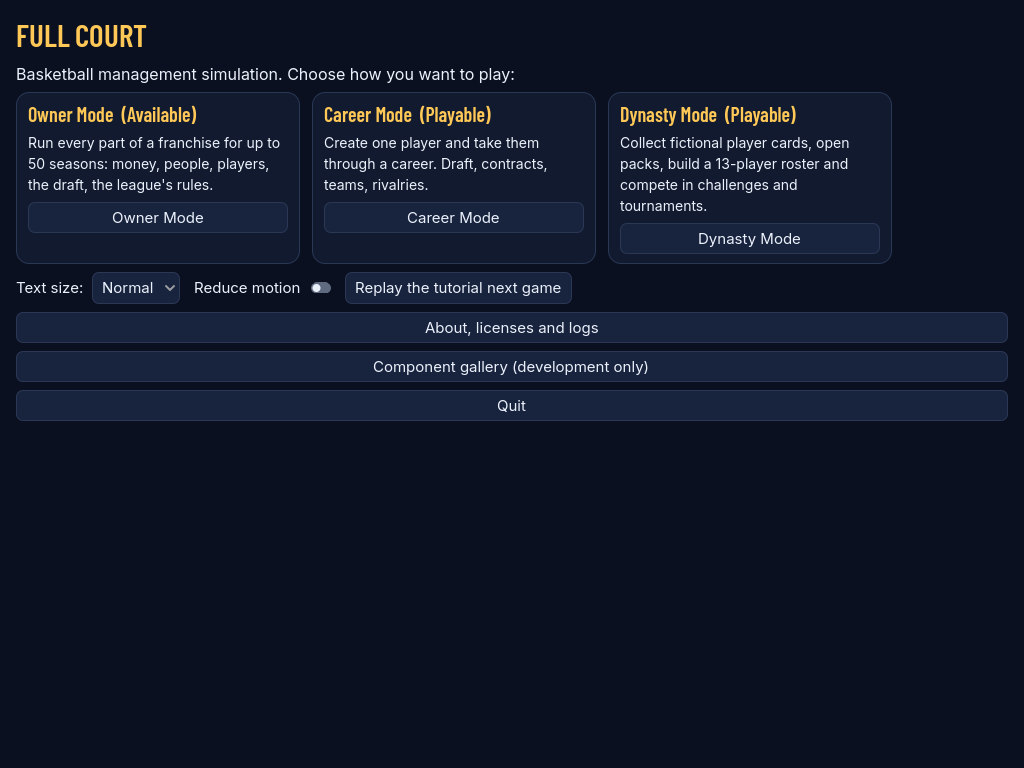 FULL COURT
Basketball management simulation. Choose how you want to play:
Owner Mode (Available)
Run every part of a franchise for up to
50 seasons: money, people, players,
the draft, the league's rules.
Owner Mode
Career Mode (Playable)
Create one player and take them
through a career. Draft, contracts,
teams, rivalries.
Career Mode
Dynasty Mode (Playable)
Collect fictional player cards, open
packs, build a 13-player roster and
compete in challenges and
tournaments.
Dynasty Mode
Text size: Normal Reduce motion Replay the tutorial next game
About, licenses and logs
Component gallery (development only)
Quit